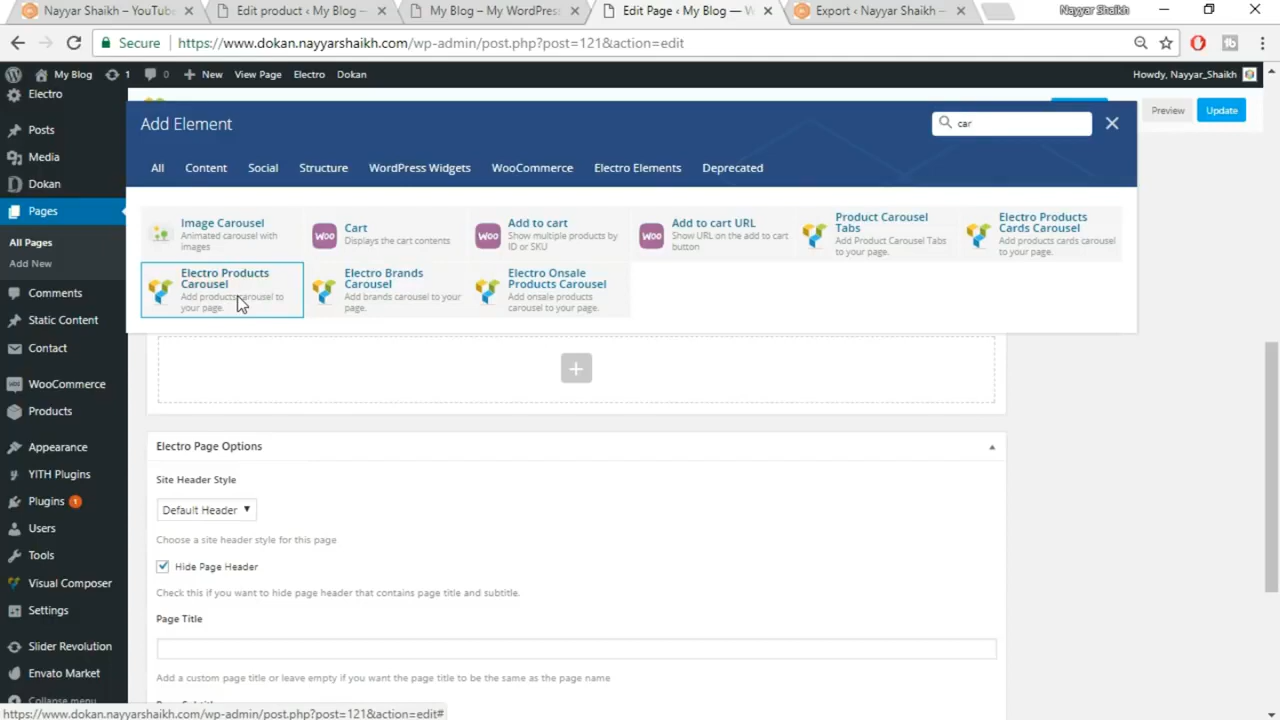 Nayyar Shaikh – YouTube
Edit product ‹ My Blog –
My Blog – My WordPress
Edit Page ‹ My Blog — W
Export ‹ Nayyar Shaikh —
Nayyar Shaikh
Secure
https://www.dokan.nayyarshaikh.com/wp-admin/post.php?post=121&action=edit
My Blog
1
0
New
View Page
Electro
Dokan
Howdy, Nayyar_Shaikh
Electro
Posts
Media
Dokan
Pages
All Pages
Add New
Comments
Static Content
Contact
WooCommerce
Products
Appearance
YITH Plugins
Plugins 1
Users
Tools
Visual Composer
Settings
Slider Revolution
Envato Market
Collapse menu
Preview
Update
Add Element
car
All
Content
Social
Structure
WordPress Widgets
WooCommerce
Electro Elements
Deprecated
Image Carousel
Animated carousel with
images
Woo
Cart
Displays the cart contents
Woo
Add to cart
Show multiple products by
ID or SKU
Woo
Add to cart URL
Show URL on the add to cart
button
Product Carousel
Tabs
Add Product Carousel Tabs
to your page.
Electro Products
Cards Carousel
Add products cards carousel
to your page.
Electro Products
Carousel
Add products carousel to
your page.
Electro Brands
Carousel
Add brands carousel to your
page.
Electro Onsale
Products Carousel
Add onsale products
carousel to your page.
Electro Page Options
Site Header Style
Default Header
Choose a site header style for this page
Hide Page Header
Check this if you want to hide page header that contains page title and subtitle.
Page Title
Add a custom page title or leave empty if you want the page title to be the same as the page name
https://www.dokan.nayyarshaikh.com/wp-admin/post.php?post=121&action=edit#